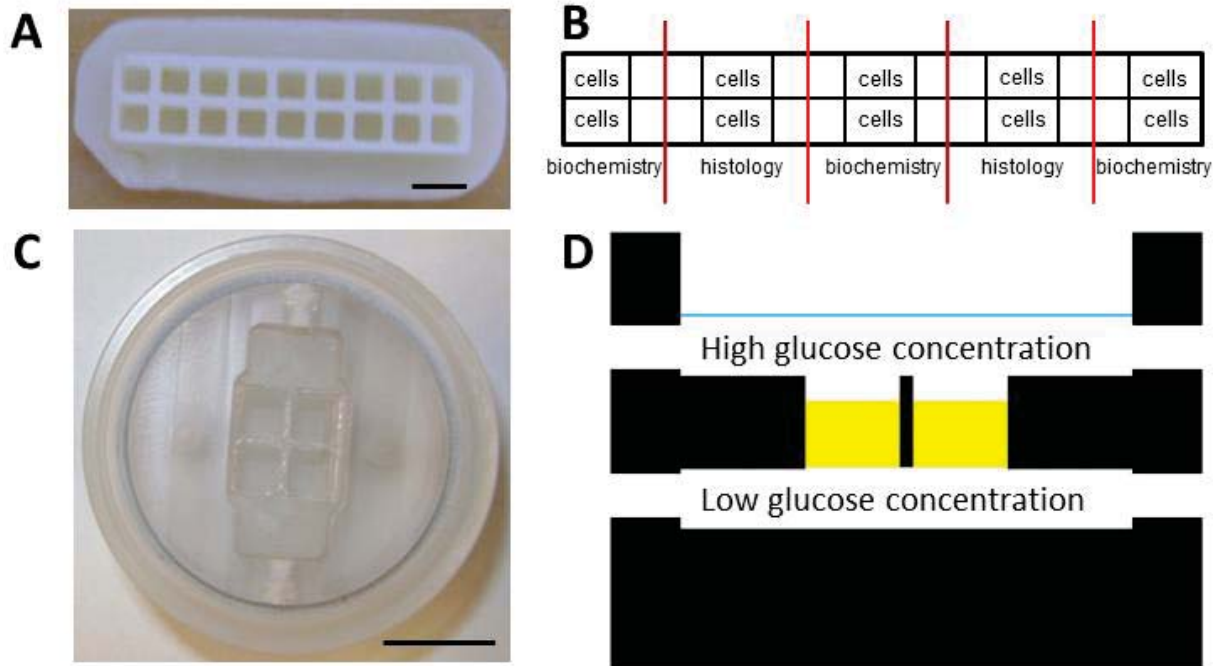 A
B
cells cells cells cells cells
cells cells cells cells cells
biochemistry histology biochemistry histology biochemistry
C
D
High glucose concentration
Low glucose concentration